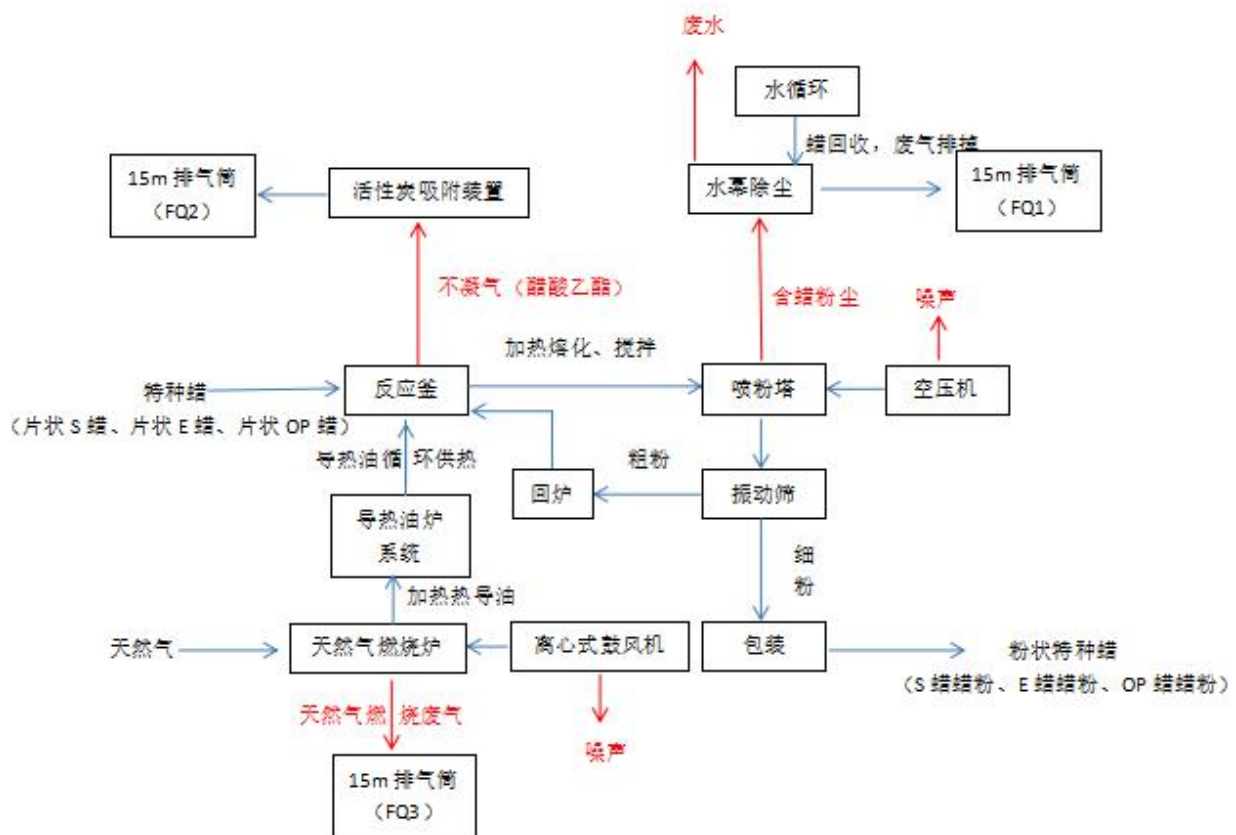 废水
水循环
蜡回收，废气排掉
15m 排气筒
（FQ2）
活性炭吸附装置
水幕除尘
15m 排气筒
（FQ1）
不凝气（醋酸乙酯）
含蜡粉尘
噪声
加热熔化、搅拌
特种蜡
（片状 S 蜡、片状 E 蜡、片状 OP 蜡）
反应釜
喷粉塔
空压机
导热油循环供热
粗粉
回炉
振动筛
导热油炉
系统
细
粉
加热热导油
天然气
天然气燃烧炉
离心式鼓风机
包装
粉状特种蜡
（S 蜡蜡粉、E 蜡蜡粉、OP 蜡蜡粉）
天然气燃烧废气
噪声
15m 排气筒
（FQ3）